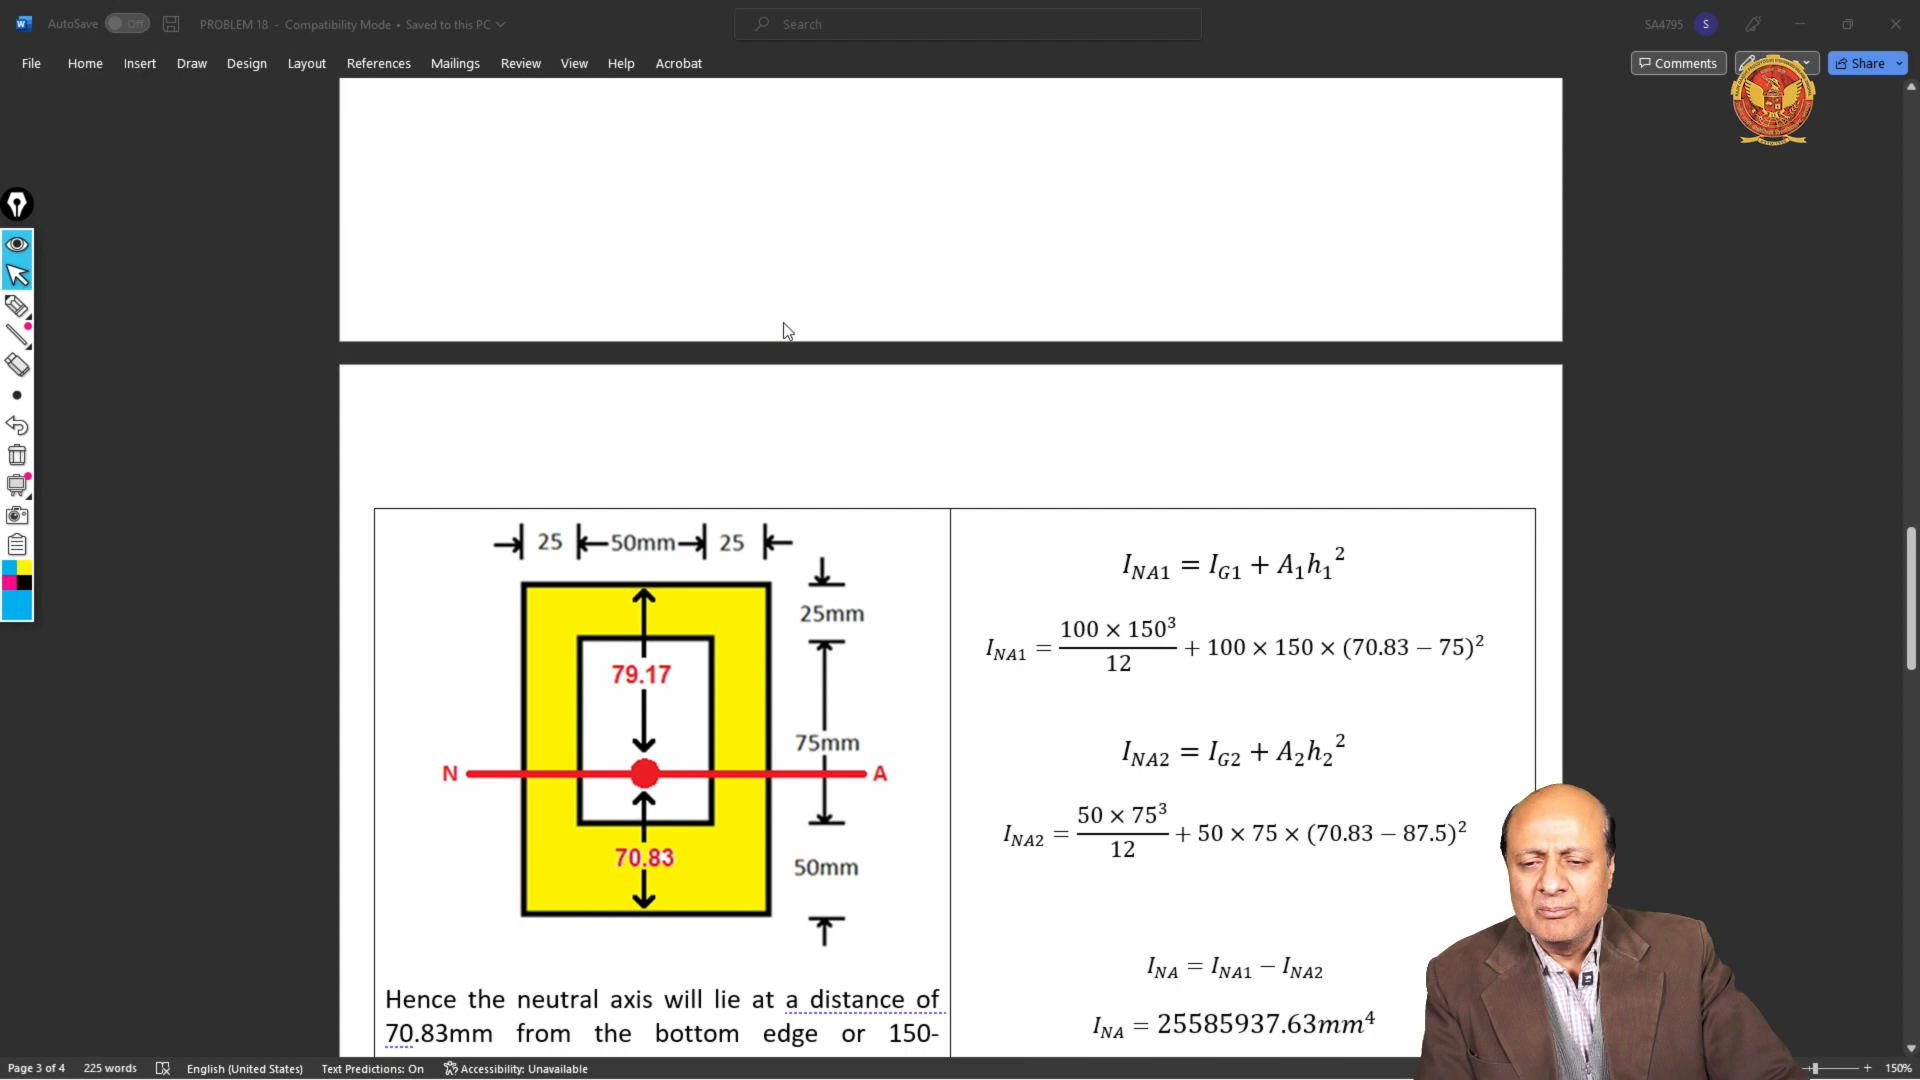 AutoSave Off PROBLEM 18 - Compatibility Mode • Saved to this PC Search SA4795 S
File Home Insert Draw Design Layout References Mailings Review View Help Acrobat Comments Share
25 50mm 25
25mm
79.17
75mm
N A
70.83
50mm
Hence the neutral axis will lie at a distance of
70.83mm from the bottom edge or 150-
I_{NA1} = I_{G1} + A_1h_1^2
I_{NA1} = \frac{100 × 150^3}{12} + 100 × 150 × (70.83 − 75)^2
I_{NA2} = I_{G2} + A_2h_2^2
I_{NA2} = \frac{50 × 75^3}{12} + 50 × 75 × (70.83 − 87.5)^2
I_{NA} = I_{NA1} − I_{NA2}
I_{NA} = 25585937.63mm^4
Page 3 of 4 225 words English (United States) Text Predictions: On Accessibility: Unavailable 150%